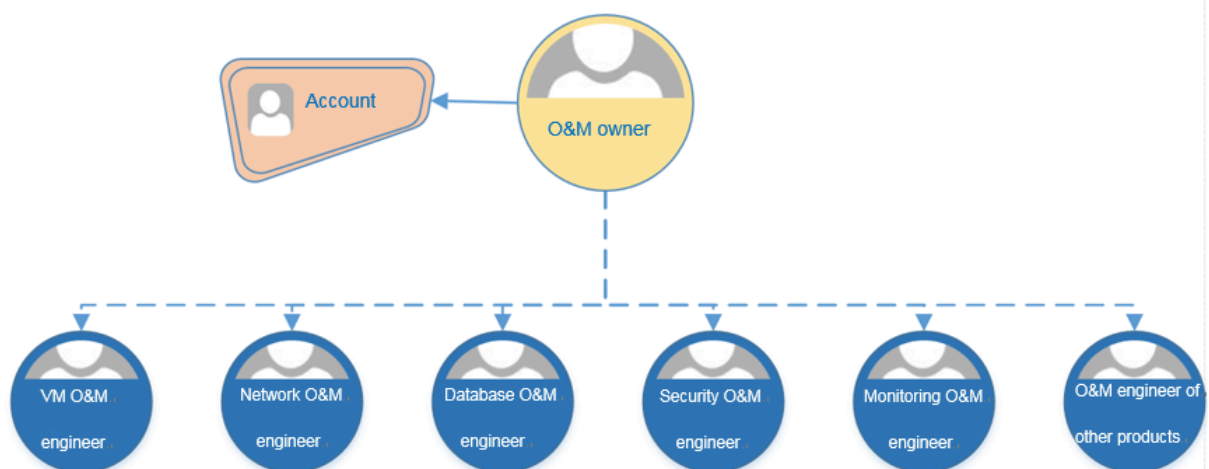 Account
O&M owner
VM O&M
engineer
Network O&M
engineer
Database O&M
engineer
Security O&M
engineer
Monitoring O&M
engineer
O&M engineer of
other products